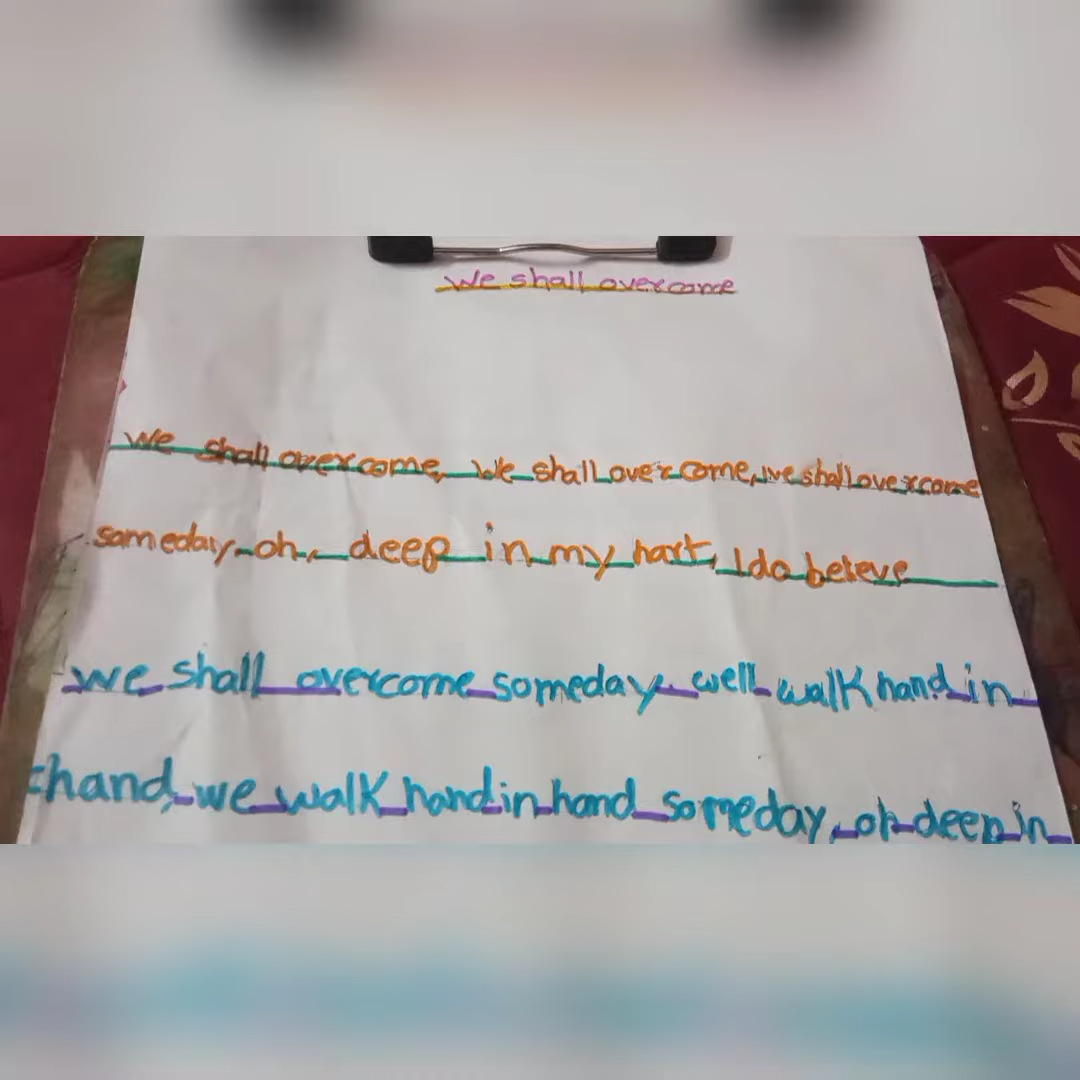 We shall overcome
We shall overcome, We shall overcome, we shall overcome
someday, oh, deep in my hart, I do beleve
we shall overcome someday well walk hand in
hand, we walk hand in hand someday, oh deep in